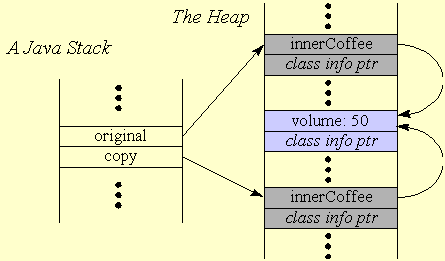 The Heap
A Java Stack
innerCoffee
class info ptr
volume: 50
class info ptr
original
copy
innerCoffee
class info ptr